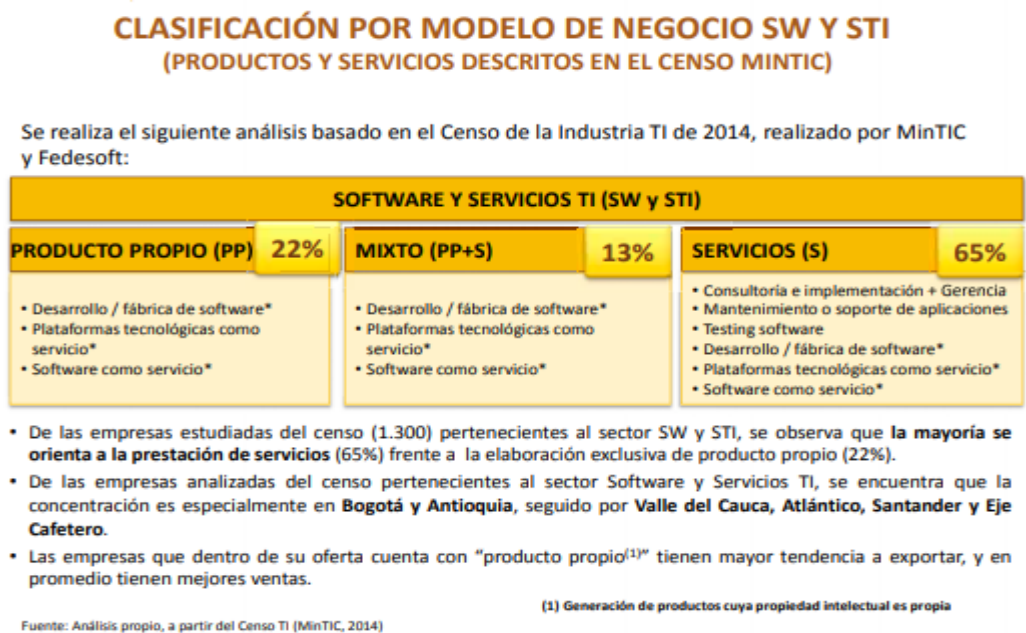 CLASIFICACIÓN POR MODELO DE NEGOCIO SW Y STI
(PRODUCTOS Y SERVICIOS DESCRITOS EN EL CENSO MINTIC)
Se realiza el siguiente análisis basado en el Censo de la Industria TI de 2014, realizado por MinTIC
y Fedesoft:
SOFTWARE Y SERVICIOS TI (SW y STI)
PRODUCTO PROPIO (PP) 22%
• Desarrollo / fábrica de software*
• Plataformas tecnológicas como
servicio*
• Software como servicio*
MIXTO (PP+S) 13%
• Desarrollo / fábrica de software*
• Plataformas tecnológicas como
servicio*
• Software como servicio*
SERVICIOS (S) 65%
• Consultoría e implementación + Gerencia
• Mantenimiento o soporte de aplicaciones
• Testing software
• Desarrollo / fábrica de software*
• Plataformas tecnológicas como servicio*
• Software como servicio*
• De las empresas estudiadas del censo (1.300) pertenecientes al sector SW y STI, se observa que la mayoría se
orienta a la prestación de servicios (65%) frente a la elaboración exclusiva de producto propio (22%).
• De las empresas analizadas del censo pertenecientes al sector Software y Servicios TI, se encuentra que la
concentración es especialmente en Bogotá y Antioquia, seguido por Valle del Cauca, Atlántico, Santander y Eje
Cafetero.
• Las empresas que dentro de su oferta cuenta con “producto propio(1)” tienen mayor tendencia a exportar, y en
promedio tienen mejores ventas.
(1) Generación de productos cuya propiedad intelectual es propia
Fuente: Análisis propio, a partir del Censo TI (MinTIC, 2014)